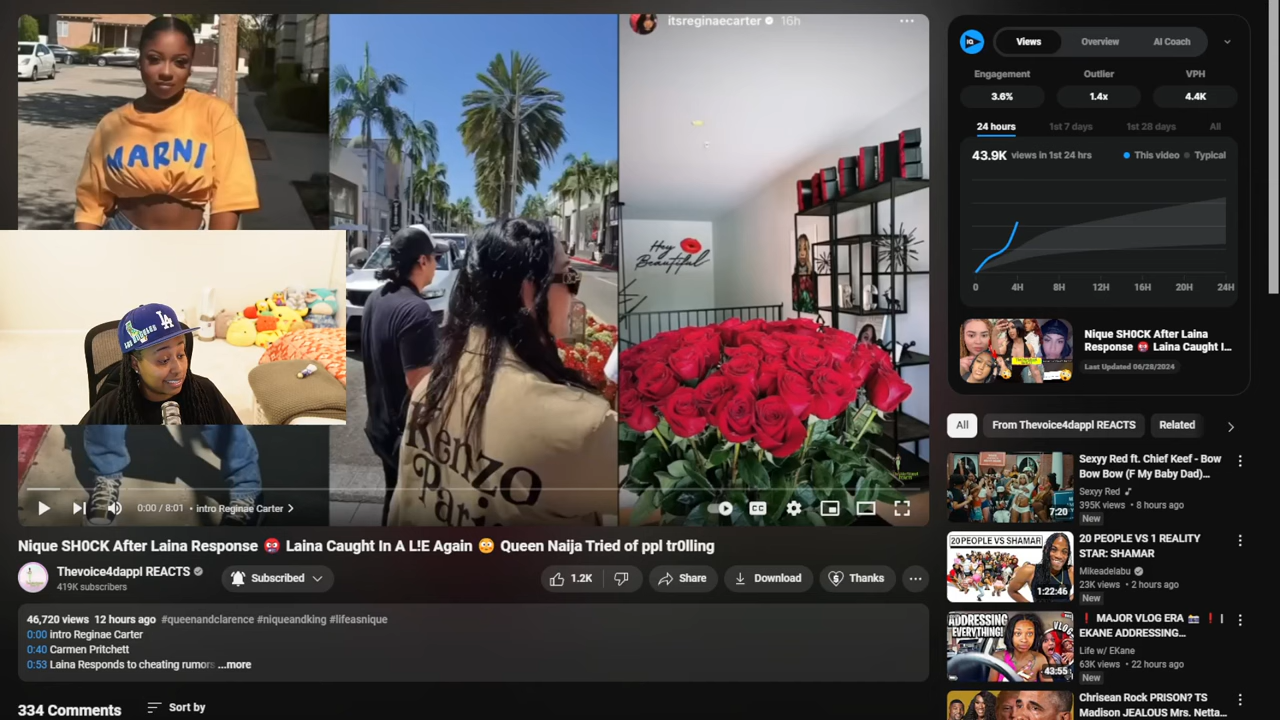 itsreginaecarter 16h
MARNI
Hey
Beautiful
Kenzo
Paris
LA
0:00 / 8:01 • intro Reginae Carter
CC
Nique SH0CK After Laina Response 👹 Laina Caught In A L!E Again 😳 Queen Naija Tried of ppl tr0lling
Thevoice4dappl REACTS
419K subscribers
Subscribed
1.2K
Share
Download
Thanks
46,720 views 12 hours ago #queenandclarence #niqueandking #lifeasnique
0:00 intro Reginae Carter
0:40 Carmen Pritchett
0:53 Laina Responds to cheating rumors ...more
334 Comments
Sort by
iQ
Views
Overview
AI Coach
Engagement
Outlier
VPH
3.6%
1.4x
4.4K
24 hours
1st 7 days
1st 28 days
All
43.9K views in 1st 24 hrs
This video
Typical
0 4H 8H 12H 16H 20H 24H
Nique SH0CK After Laina
Response 👹 Laina Caught I...
Last Updated 06/28/2024
All
From Thevoice4dappl REACTS
Related
Sexyy Red ft. Chief Keef - Bow
Bow Bow (F My Baby Dad)...
Sexyy Red
395K views • 8 hours ago
New
7:20
20 PEOPLE VS 1 REALITY
STAR: SHAMAR
Mikeadelabu
23K views • 2 hours ago
New
20 PEOPLE VS SHAMAR
1:22:46
❗ MAJOR VLOG ERA 📸 ❗ |
EKANE ADDRESSING...
Life w/ EKane
63K views • 22 hours ago
New
ADDRESSING
EVERYTHING!
VLOG
43:55
Chrisean Rock PRISON? TS
Madison JEALOUS Mrs. Netta...